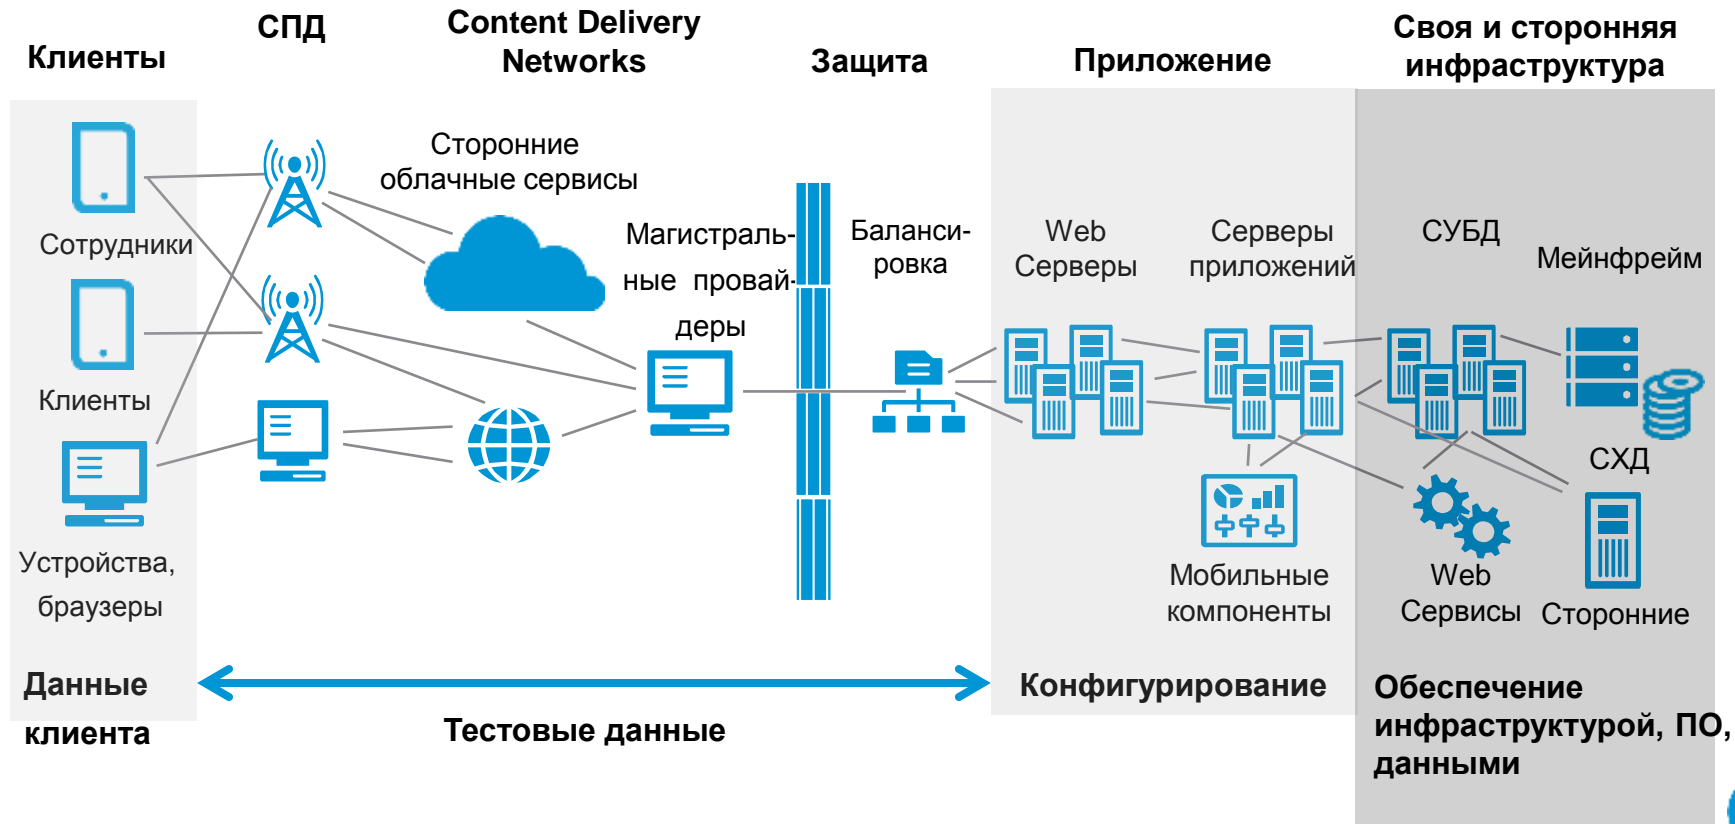 Клиенты
СПД
Content Delivery
Networks
Защита
Приложение
Своя и сторонняя
инфраструктура
Сотрудники
Клиенты
Устройства,
браузеры
Сторонние
облачные сервисы
Магистраль-
ные провай-
деры
Баланси-
ровка
Web
Серверы
Серверы
приложений
Мобильные
компоненты
СУБД
Мейнфрейм
СХД
Web
Сервисы
Сторонние
Данные
клиента
Тестовые данные
Конфигурирование
Обеспечение
инфраструктурой, ПО,
данными